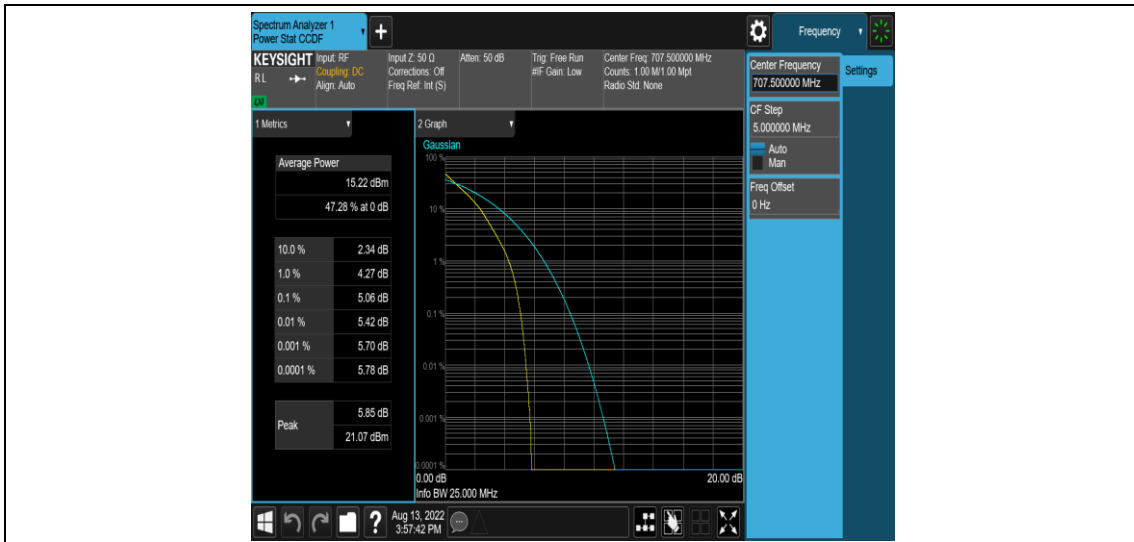 Spectrum Analyzer 1
Power Stat CCDF
Frequency
KEYSIGHT
Input: RF
Coupling: DC
Align: Auto
RL
LXI
Input Z: 50 Ω
Corrections: Off
Freq Ref: Int (S)
Atten: 50 dB
Trig: Free Run
#IF Gain: Low
Center Freq: 707.500000 MHz
Counts: 1.00 M/1.00 Mpt
Radio Std: None
Center Frequency
707.500000 MHz
Settings
CF Step
5.000000 MHz
Auto
Man
Freq Offset
0 Hz
1 Metrics
Average Power
15.22 dBm
47.28 % at 0 dB
10.0 % 2.34 dB
1.0 % 4.27 dB
0.1 % 5.06 dB
0.01 % 5.42 dB
0.001 % 5.70 dB
0.0001 % 5.78 dB
Peak
5.85 dB
21.07 dBm
2 Graph
Gaussian
100 %
10 %
1 %
0.1 %
0.01 %
0.001 %
0.0001 %
0.00 dB
20.00 dB
Info BW 25.000 MHz
?
Aug 13, 2022
3:57:42 PM